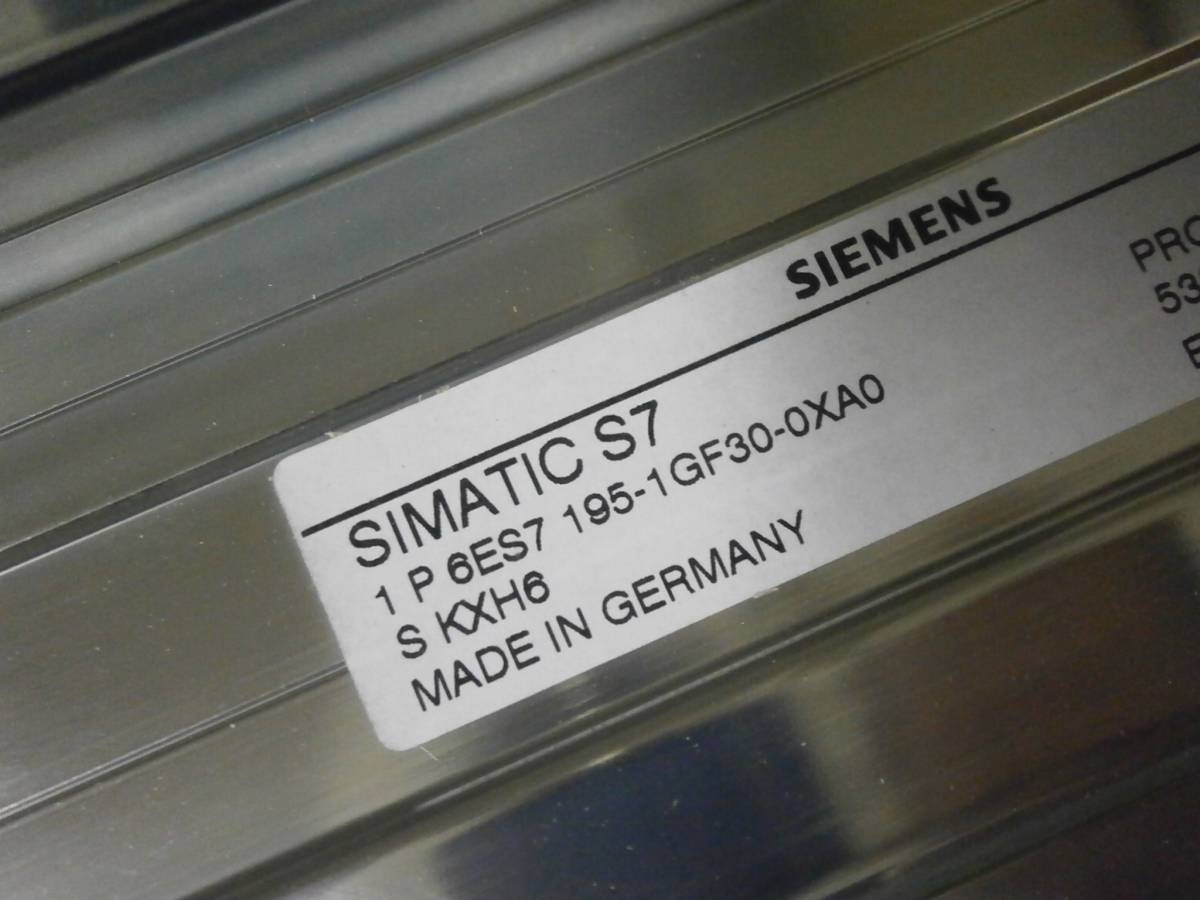 SIEMENS
SIMATIC S7
1 P 6ES7 195-1GF30-0XA0
S KXH6
MADE IN GERMANY